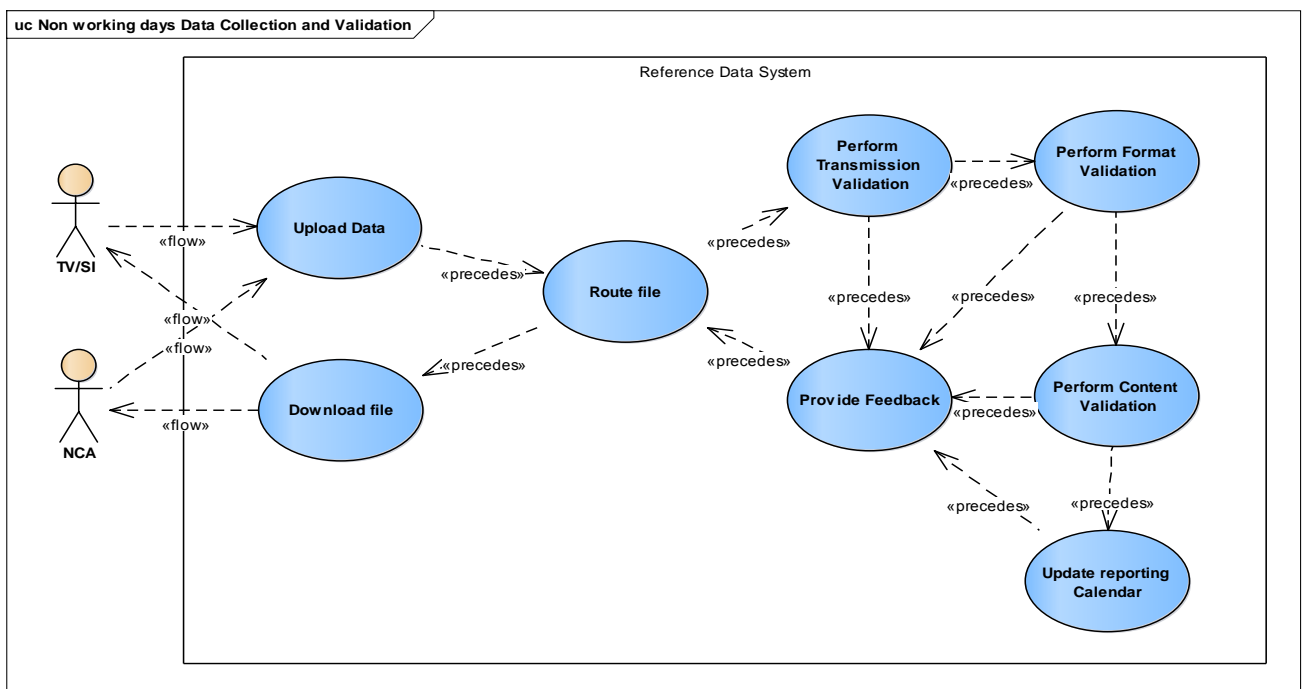 uc Non working days Data Collection and Validation
Reference Data System
Perform
Transmission
Validation
Perform Format
Validation
«precedes»
Upload Data
«flow»
TV/SI
«precedes»
«precedes»
Route file
«precedes»
«precedes»
«precedes»
«flow»
«flow»
«precedes»
«precedes»
NCA
«flow»
Download file
Provide Feedback
«precedes»
Perform Content
Validation
«precedes»
«precedes»
Update reporting
Calendar